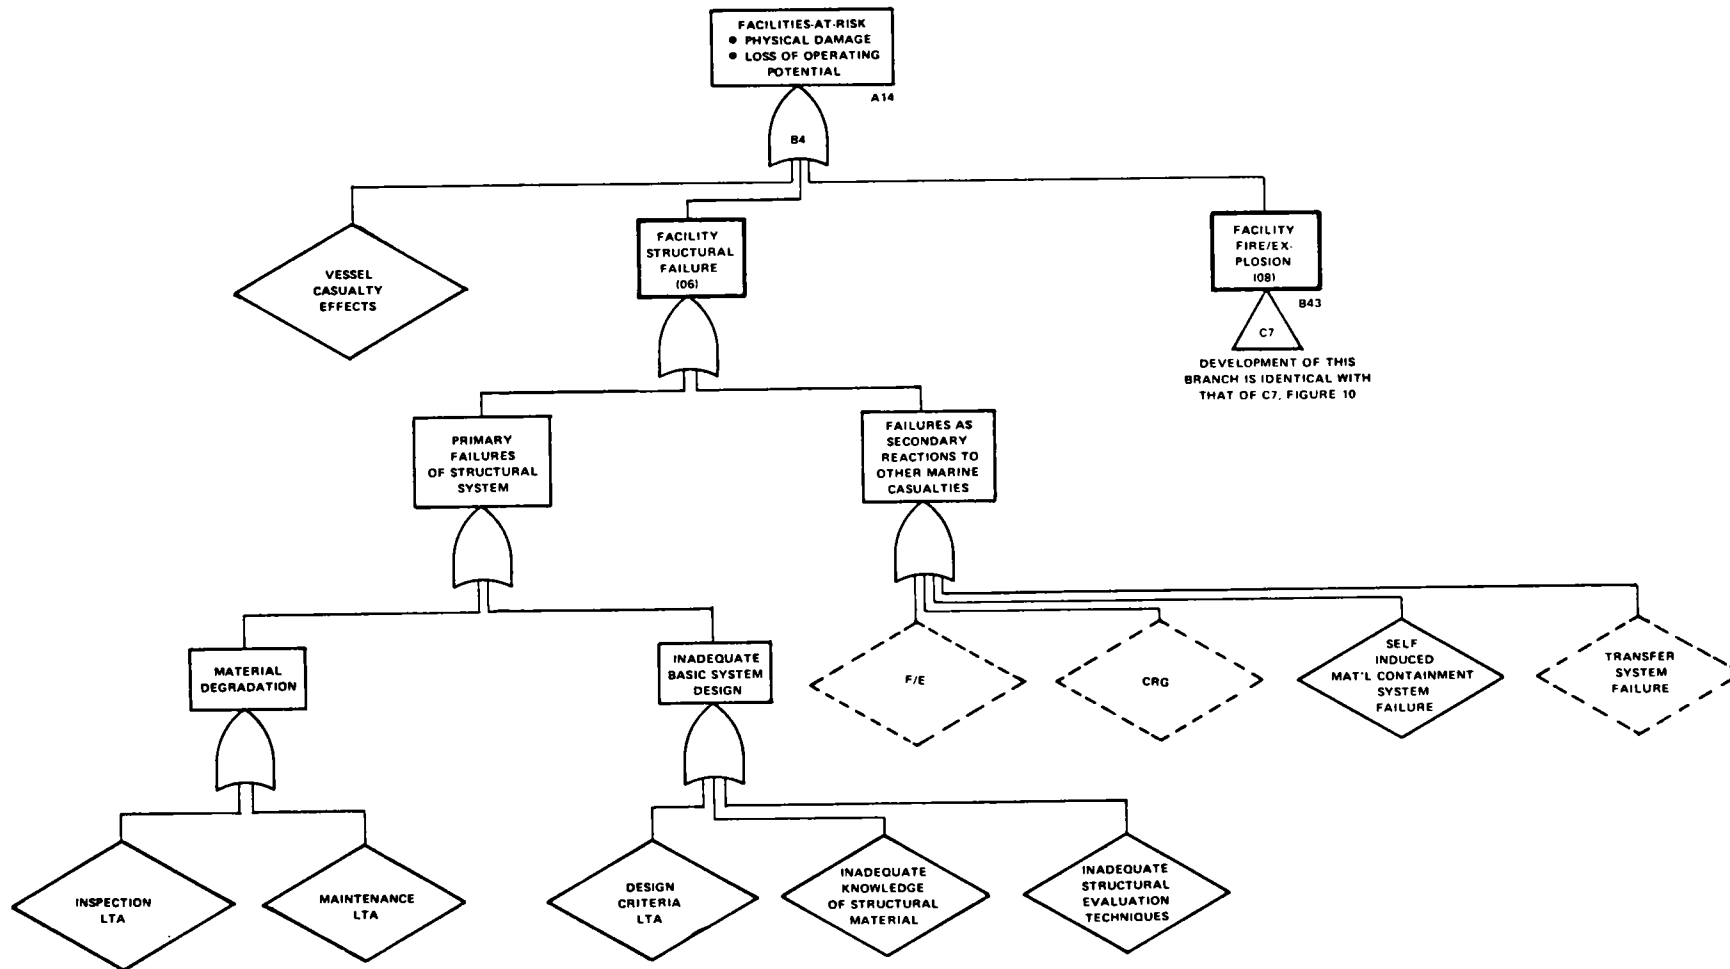 FACILITIES-AT-RISK
● PHYSICAL DAMAGE
● LOSS OF OPERATING
POTENTIAL
A14
B4
VESSEL
CASUALTY
EFFECTS
FACILITY
STRUCTURAL
FAILURE
(06)
FACILITY
FIRE/EX-
PLOSION
(08)
B43
C7
DEVELOPMENT OF THIS
BRANCH IS IDENTICAL WITH
THAT OF C7, FIGURE 10
PRIMARY
FAILURES
OF STRUCTURAL
SYSTEM
FAILURES AS
SECONDARY
REACTIONS TO
OTHER MARINE
CASUALTIES
MATERIAL
DEGRADATION
INADEQUATE
BASIC SYSTEM
DESIGN
F/E
CRG
SELF
INDUCED
MAT'L CONTAINMENT
SYSTEM
FAILURE
TRANSFER
SYSTEM
FAILURE
INSPECTION
LTA
MAINTENANCE
LTA
DESIGN
CRITERIA
LTA
INADEQUATE
KNOWLEDGE
OF STRUCTURAL
MATERIAL
INADEQUATE
STRUCTURAL
EVALUATION
TECHNIQUES